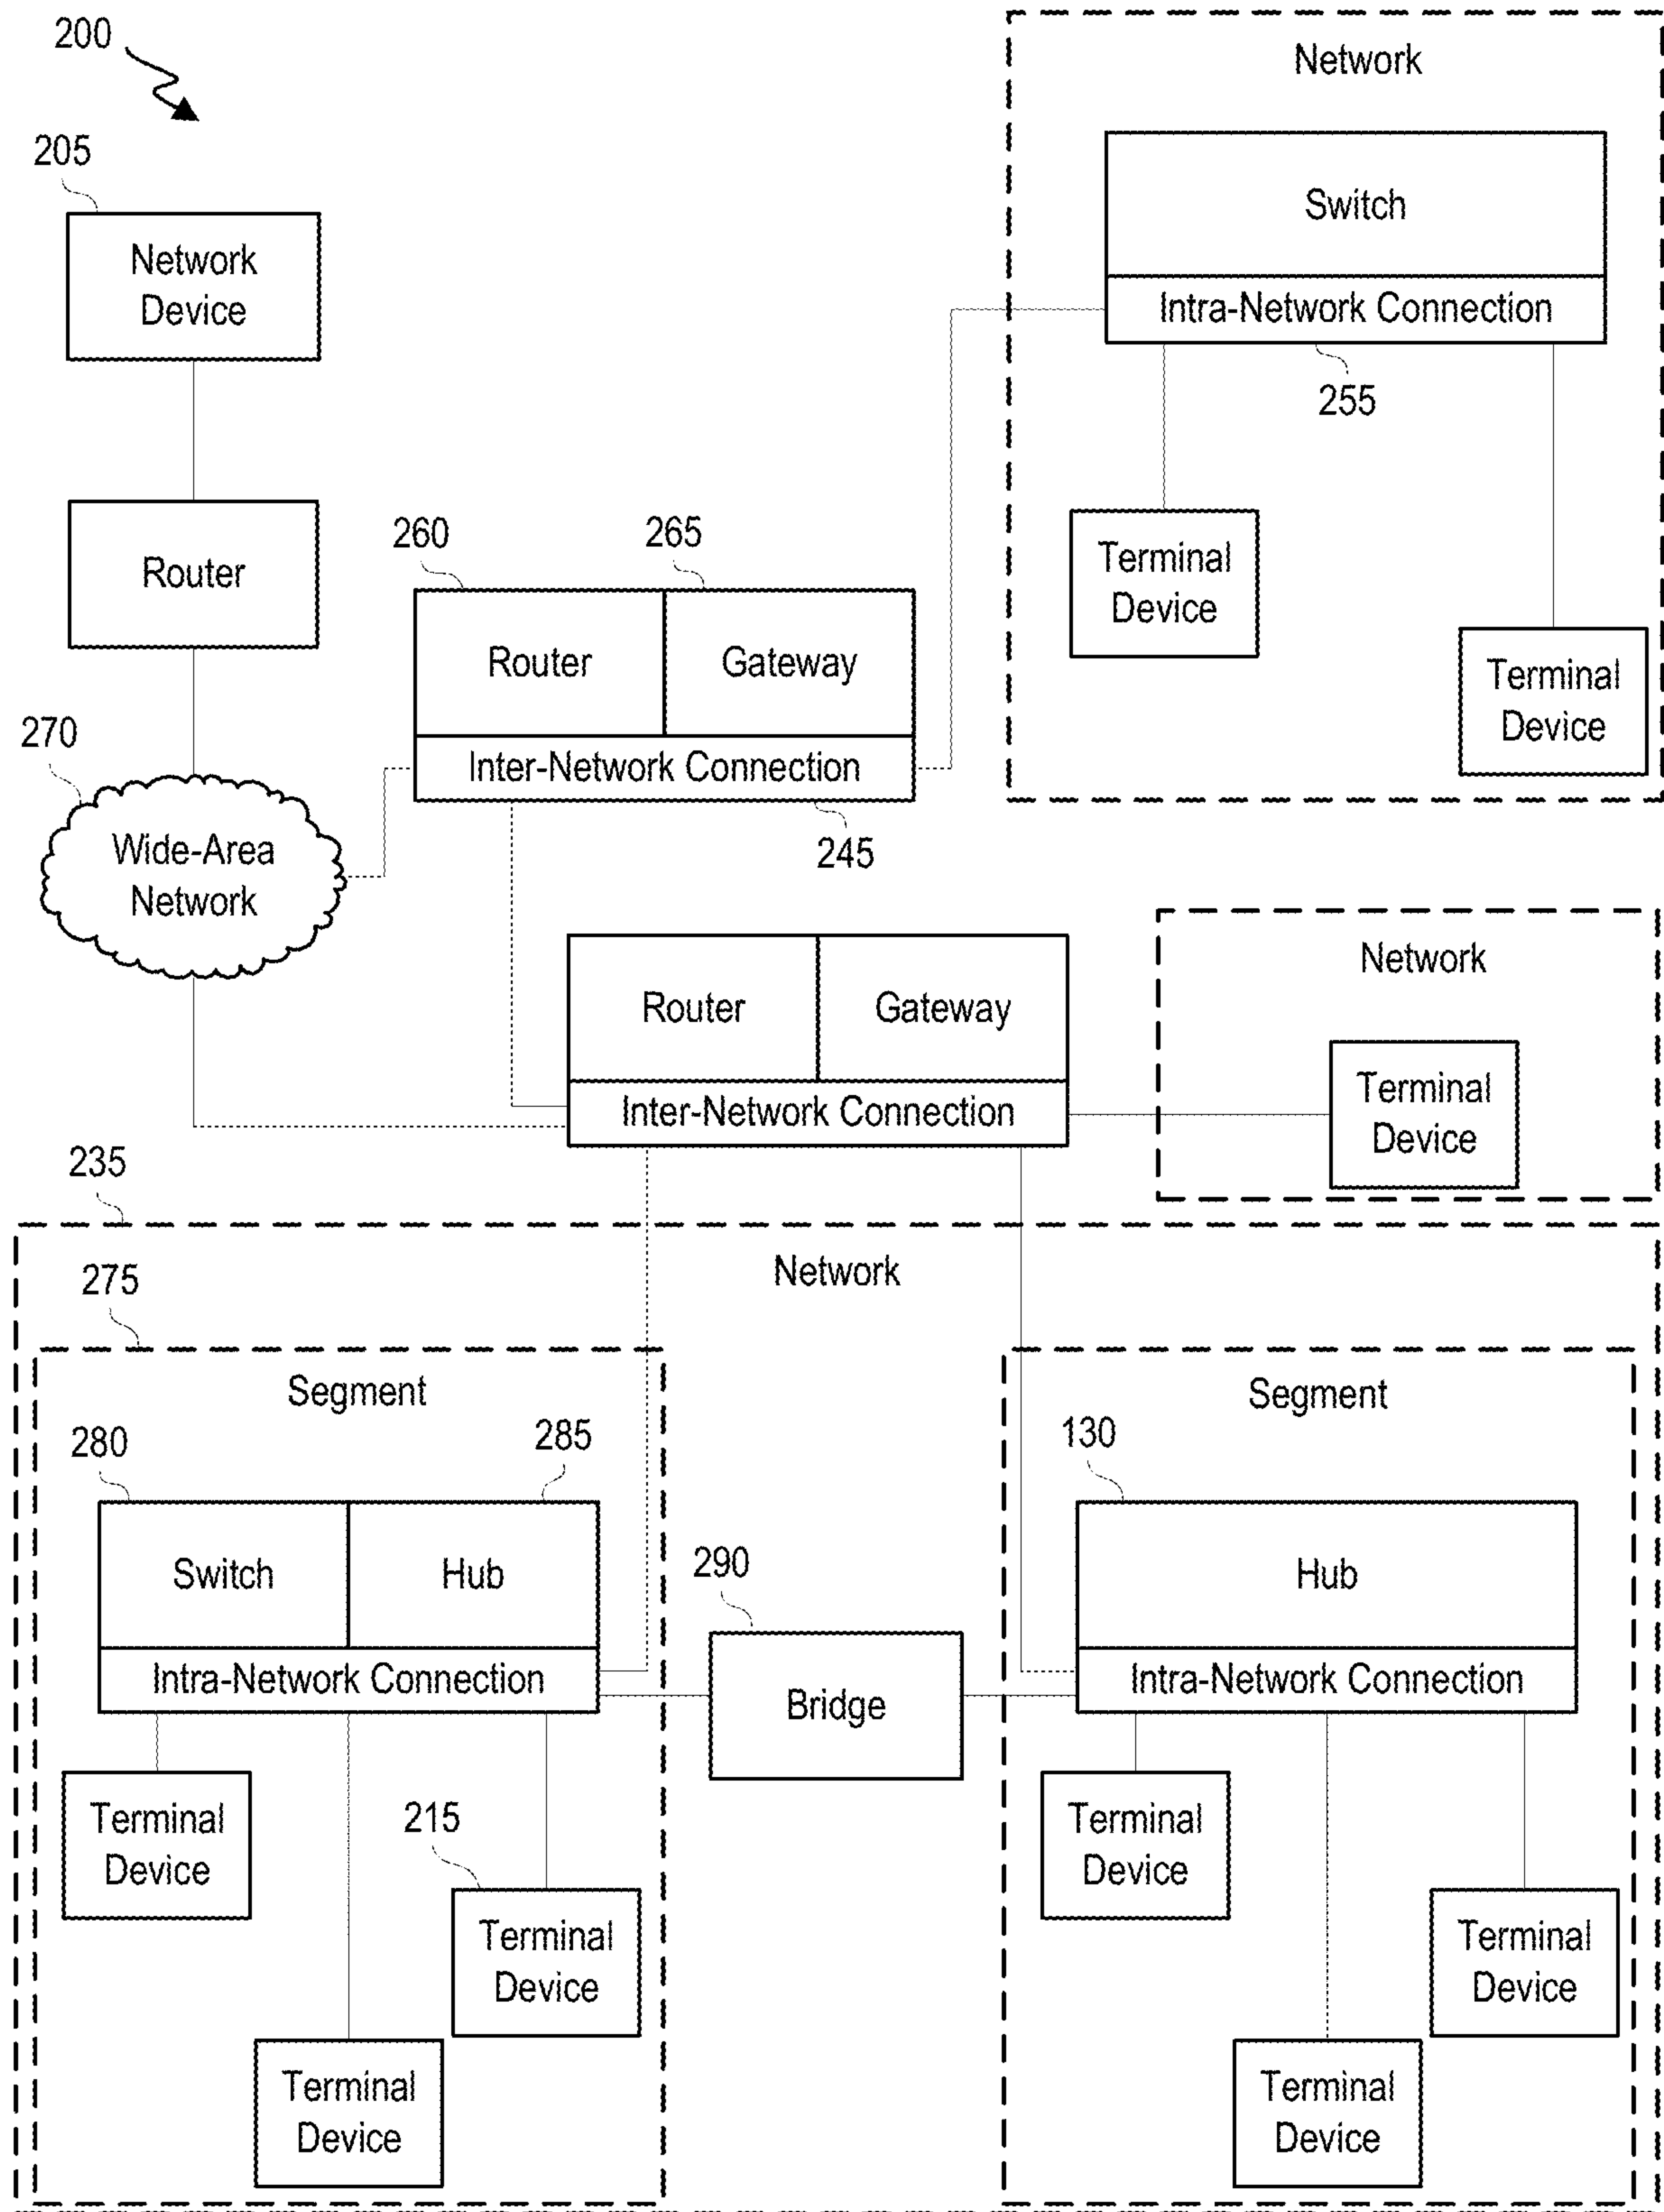 200
Network
205
Switch
Network
Device
Intra-Network Connection
255
Router
260
265
Terminal
Device
Router
Gateway
Terminal
Device
270
Inter-Network Connection
245
Wide-Area
Network
Network
Router
Gateway
Terminal
Device
Inter-Network Connection
235
Network
275
Segment
Segment
280
285
130
Switch
Hub
290
Hub
Intra-Network Connection
Bridge
Intra-Network Connection
Terminal
Device
215
Terminal
Device
Terminal
Device
Terminal
Device
Terminal
Device
Terminal
Device